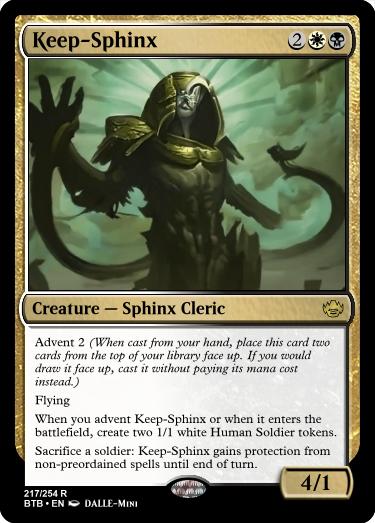 Keep-Sphinx 2
Creature — Sphinx Cleric
Advent 2 (When cast from your hand, place this card two
cards from the top of your library face up. If you would
draw it face up, cast it without paying its mana cost
instead.)
Flying
When you advent Keep-Sphinx or when it enters the
battlefield, create two 1/1 white Human Soldier tokens.
Sacrifice a soldier: Keep-Sphinx gains protection from
non-preordained spells until end of turn.
4/1
217/254 R
BTB • EN DALLE-Mini